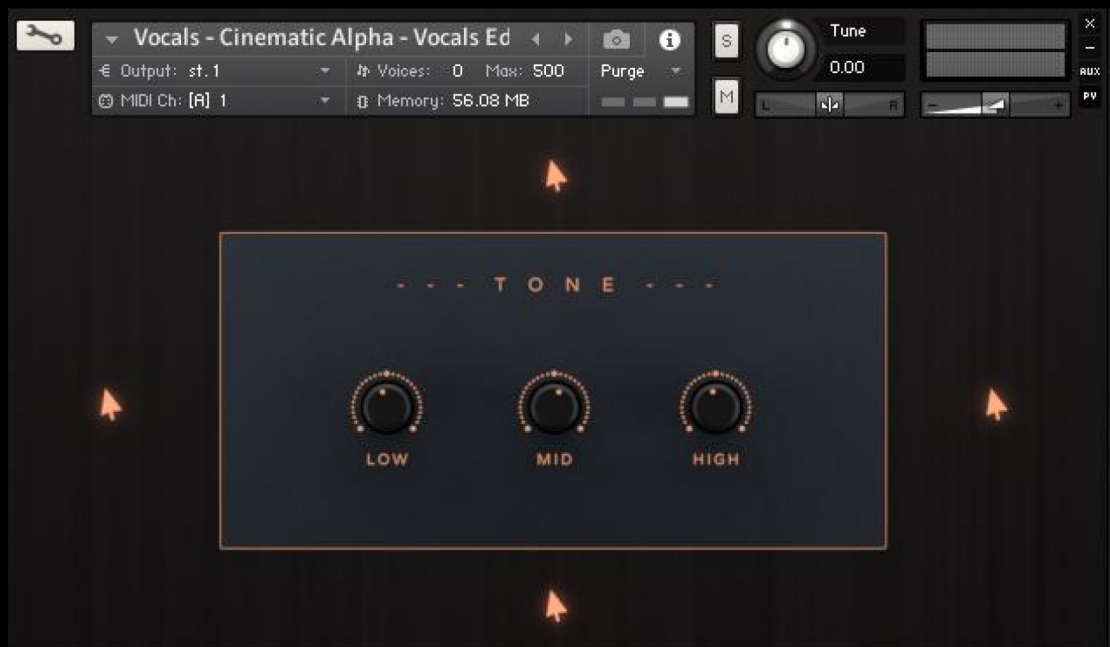 Vocals - Cinematic Alpha - Vocals Ed
Output: st.1
Voices: 0 Max: 500
Purge
MIDI Ch: [A] 1
Memory: 56.08 MB
S
M
Tune
0.00
L
R
- +
×
-
AUX
PV
- - - T O N E - - -
LOW
MID
HIGH